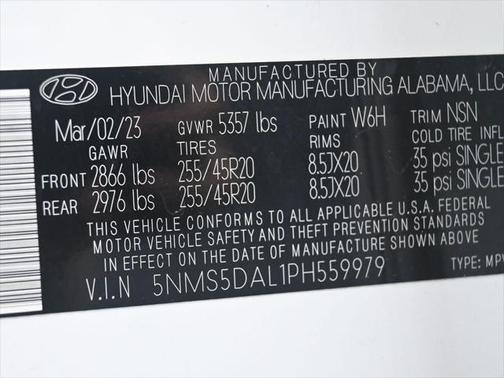 MANUFACTURED BY
HYUNDAI MOTOR MANUFACTURING ALABAMA, LLC
Mar/02/23 GVWR 5357 lbs PAINT W6H TRIM NSN
GAWR TIRES RIMS COLD TIRE INF
FRONT 2866 lbs 255/45R20 8.5JX20 35 psi SINGLE
REAR 2976 lbs 255/45R20 8.5JX20 35 psi SINGLE
THIS VEHICLE CONFORMS TO ALL APPLICABLE U.S.A. FEDERAL
MOTOR VEHICLE SAFETY AND THEFT PREVENTION STANDARDS
IN EFFECT ON THE DATE OF MANUFACTURE SHOWN ABOVE.
V.I.N 5NMS5DAL1PH559979 TYPE: MPV